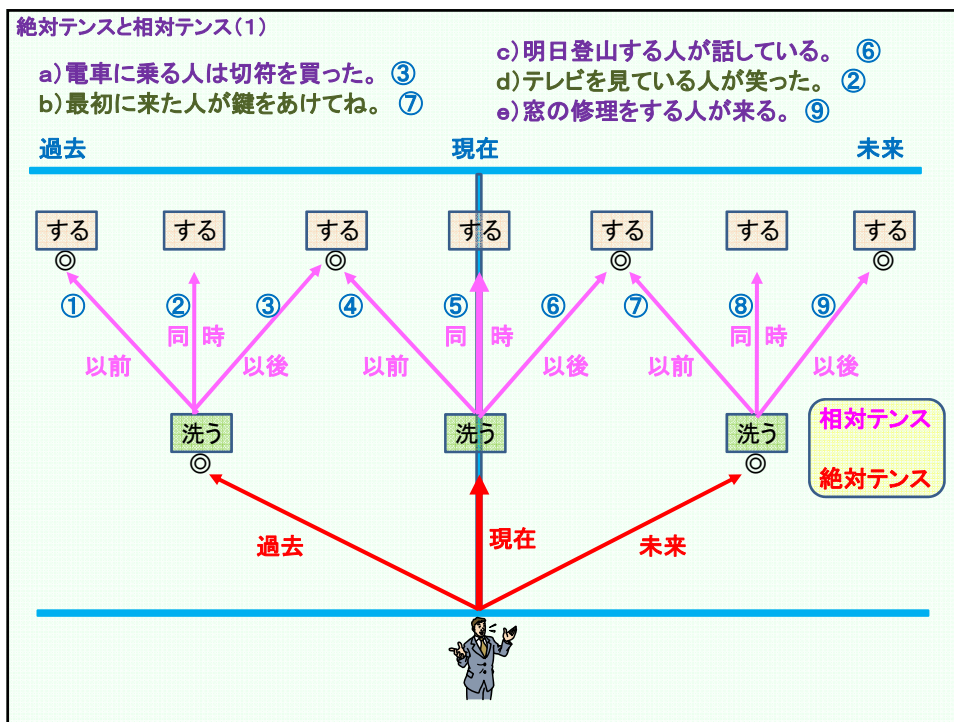 絶対テンスと相対テンス(1)
a)電車に乗る人は切符を買った。 ③
b)最初に来た人が鍵をあけてね。 ⑦
c)明日登山する人が話している。 ⑥
d)テレビを見ている人が笑った。 ②
e)窓の修理をする人が来る。 ⑨
過去 現在 未来
する する する する する する する
◎ ◎ ◎ ◎
① ② ③ ④ ⑤ ⑥ ⑦ ⑧ ⑨
同 時 同 時 同 時
以前 以後 以前 以後 以前 以後
洗う 洗う 洗う
◎ ◎
相対テンス
絶対テンス
過去 現在 未来